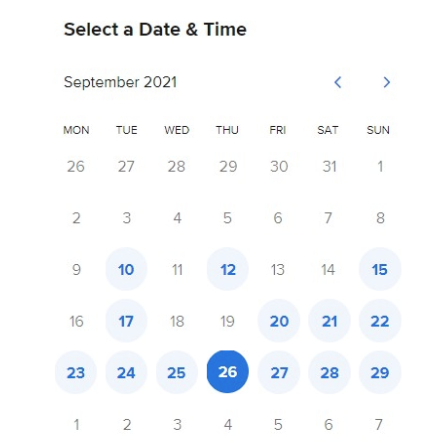 Select a Date & Time
September 2021
MON TUE WED THU FRI SAT SUN
26 27 28 29 30 31 1
2 3 4 5 6 7 8
9 10 11 12 13 14 15
16 17 18 19 20 21 22
23 24 25 26 27 28 29
1 2 3 4 5 6 7